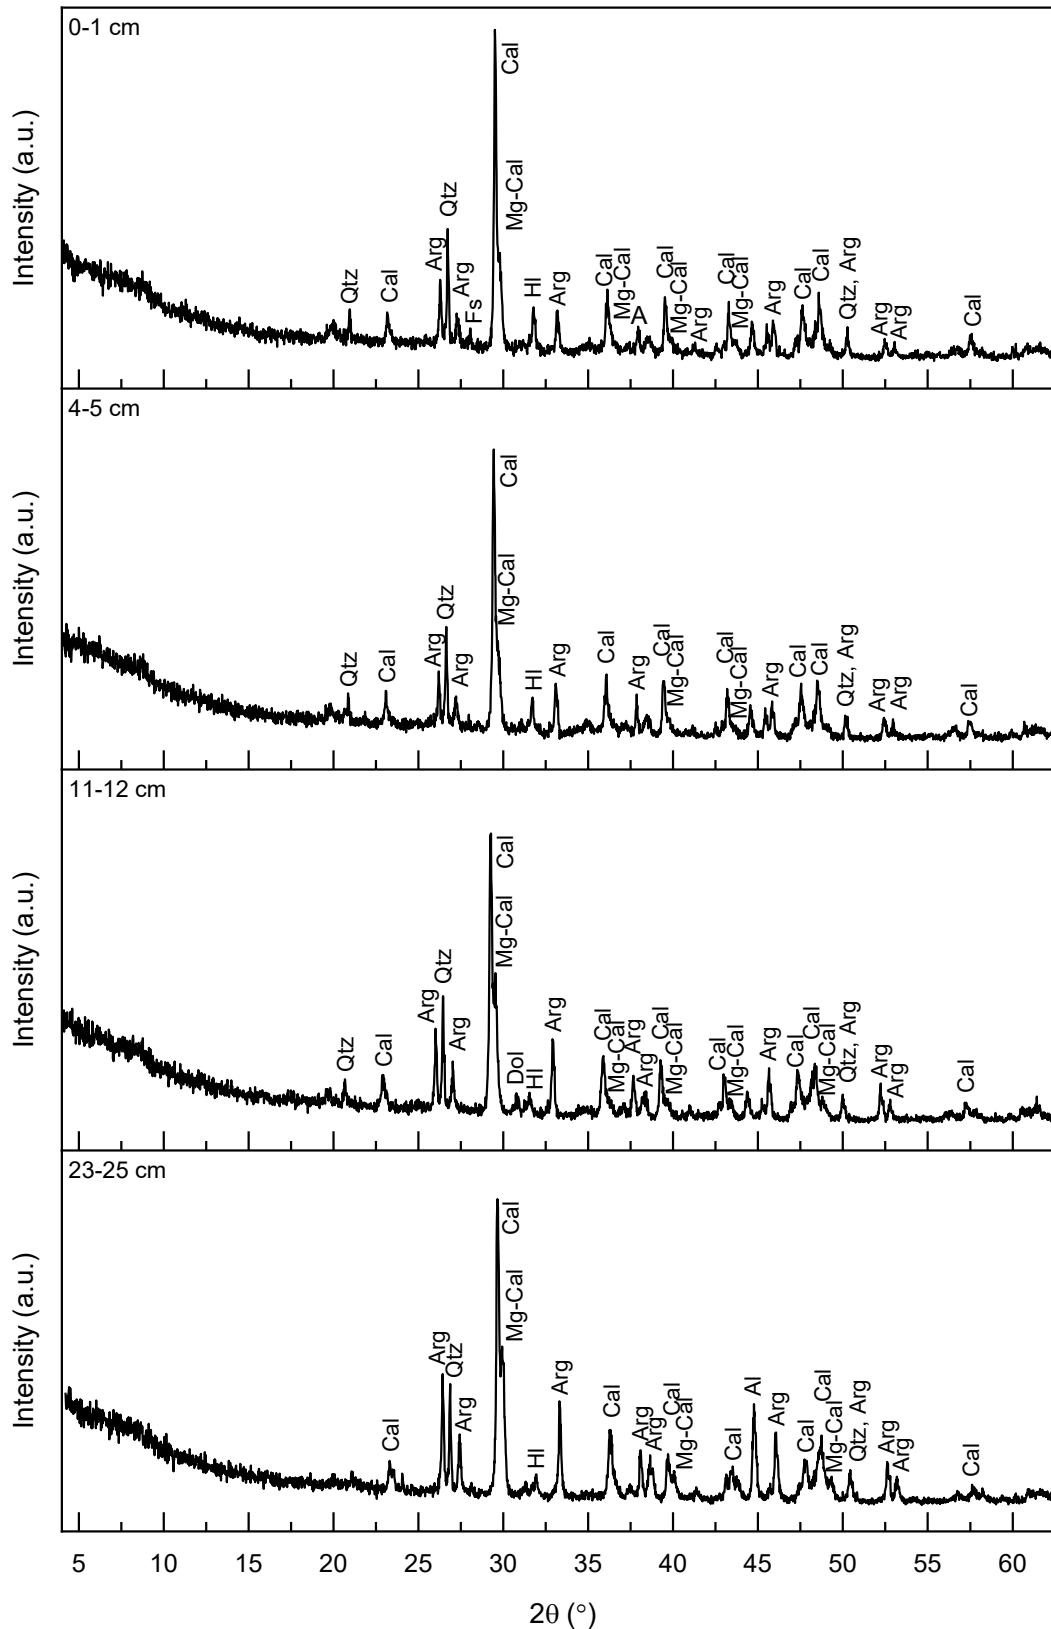 0-1 cm
Intensity (a.u.)
Qtz
Cal
Arg
Qtz
Arg
Fs
Cal
Mg-Cal
Hl
Arg
Cal
Mg-Cal
A
Cal
Mg-Cal
Arg
Cal
Mg-Cal
Arg
Cal
Cal
Qtz, Arg
Arg
Arg
Cal
4-5 cm
Intensity (a.u.)
Qtz
Cal
Arg
Qtz
Arg
Cal
Mg-Cal
Hl
Arg
Cal
Arg
Cal
Mg-Cal
Cal
Mg-Cal
Arg
Cal
Cal
Qtz, Arg
Arg
Arg
Cal
11-12 cm
Intensity (a.u.)
Qtz
Cal
Arg
Qtz
Arg
Cal
Mg-Cal
Dol
Hl
Arg
Cal
Mg-Cal
Arg
Arg
Cal
Mg-Cal
Cal
Mg-Cal
Arg
Cal
Cal
Mg-Cal
Qtz, Arg
Arg
Arg
Cal
23-25 cm
Intensity (a.u.)
Cal
Arg
Qtz
Arg
Cal
Mg-Cal
Hl
Arg
Cal
Arg
Arg
Cal
Mg-Cal
Cal
Al
Arg
Cal
Cal
Mg-Cal
Qtz, Arg
Arg
Arg
Cal
5 10 15 20 25 30 35 40 45 50 55 60
2θ (°)